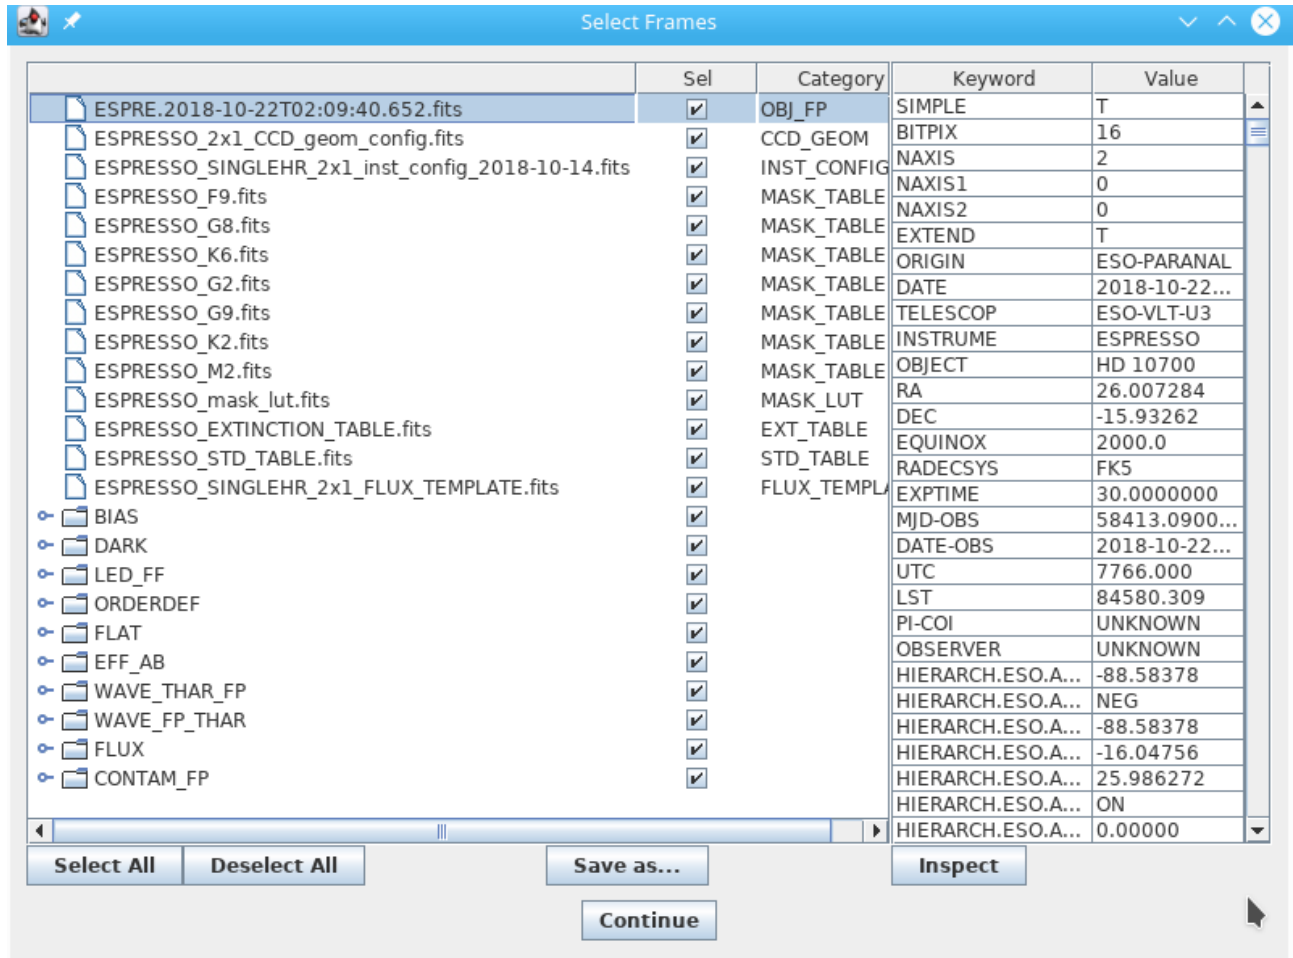 Select Frames
Sel Category Keyword Value
ESPRE.2018-10-22T02:09:40.652.fits OBJ_FP
ESPRESSO_2x1_CCD_geom_config.fits CCD_GEOM
ESPRESSO_SINGLEHR_2x1_inst_config_2018-10-14.fits INST_CONFIG
ESPRESSO_F9.fits MASK_TABLE
ESPRESSO_G8.fits MASK_TABLE
ESPRESSO_K6.fits MASK_TABLE
ESPRESSO_G2.fits MASK_TABLE
ESPRESSO_G9.fits MASK_TABLE
ESPRESSO_K2.fits MASK_TABLE
ESPRESSO_M2.fits MASK_TABLE
ESPRESSO_mask_lut.fits MASK_LUT
ESPRESSO_EXTINCTION_TABLE.fits EXT_TABLE
ESPRESSO_STD_TABLE.fits STD_TABLE
ESPRESSO_SINGLEHR_2x1_FLUX_TEMPLATE.fits FLUX_TEMPLA
BIAS
DARK
LED_FF
ORDERDEF
FLAT
EFF_AB
WAVE_THAR_FP
WAVE_FP_THAR
FLUX
CONTAM_FP
SIMPLE T
BITPIX 16
NAXIS 2
NAXIS1 0
NAXIS2 0
EXTEND T
ORIGIN ESO-PARANAL
DATE 2018-10-22...
TELESCOP ESO-VLT-U3
INSTRUME ESPRESSO
OBJECT HD 10700
RA 26.007284
DEC -15.93262
EQUINOX 2000.0
RADECSYS FK5
EXPTIME 30.0000000
MJD-OBS 58413.0900...
DATE-OBS 2018-10-22...
UTC 7766.000
LST 84580.309
PI-COI UNKNOWN
OBSERVER UNKNOWN
HIERARCH.ESO.A... -88.58378
HIERARCH.ESO.A... NEG
HIERARCH.ESO.A... -88.58378
HIERARCH.ESO.A... -16.04756
HIERARCH.ESO.A... 25.986272
HIERARCH.ESO.A... ON
HIERARCH.ESO.A... 0.00000
Select All Deselect All Save as... Inspect
Continue